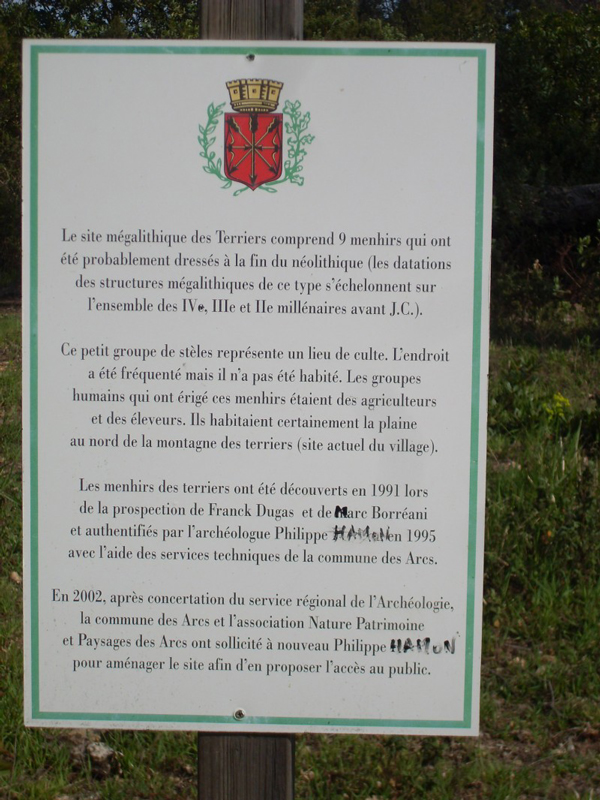 Le site mégalithique des Terriers comprend 9 menhirs qui ont
été probablement dressés à la fin du néolithique (les datations
des structures mégalithiques de ce type s'échelonnent sur
l'ensemble des IVe, IIIe et IIe millénaires avant J.C.).
Ce petit groupe de stèles représente un lieu de culte. L'endroit
a été fréquenté mais il n'a pas été habité. Les groupes
humains qui ont érigé ces menhirs étaient des agriculteurs
et des éleveurs. Ils habitaient certainement la plaine
au nord de la montagne des terriers (site actuel du village).
Les menhirs des terriers ont été découverts en 1991 lors
de la prospection de Franck Dugas et de Marc Borréani
et authentifiés par l'archéologue Philippe HAMON en 1995
avec l'aide des services techniques de la commune des Arcs.
En 2002, après concertation du service régional de l'Archéologie,
la commune des Arcs et l'association Nature Patrimoine
et Paysages des Arcs ont sollicité à nouveau Philippe HAMON
pour aménager le site afin d'en proposer l'accès au public.